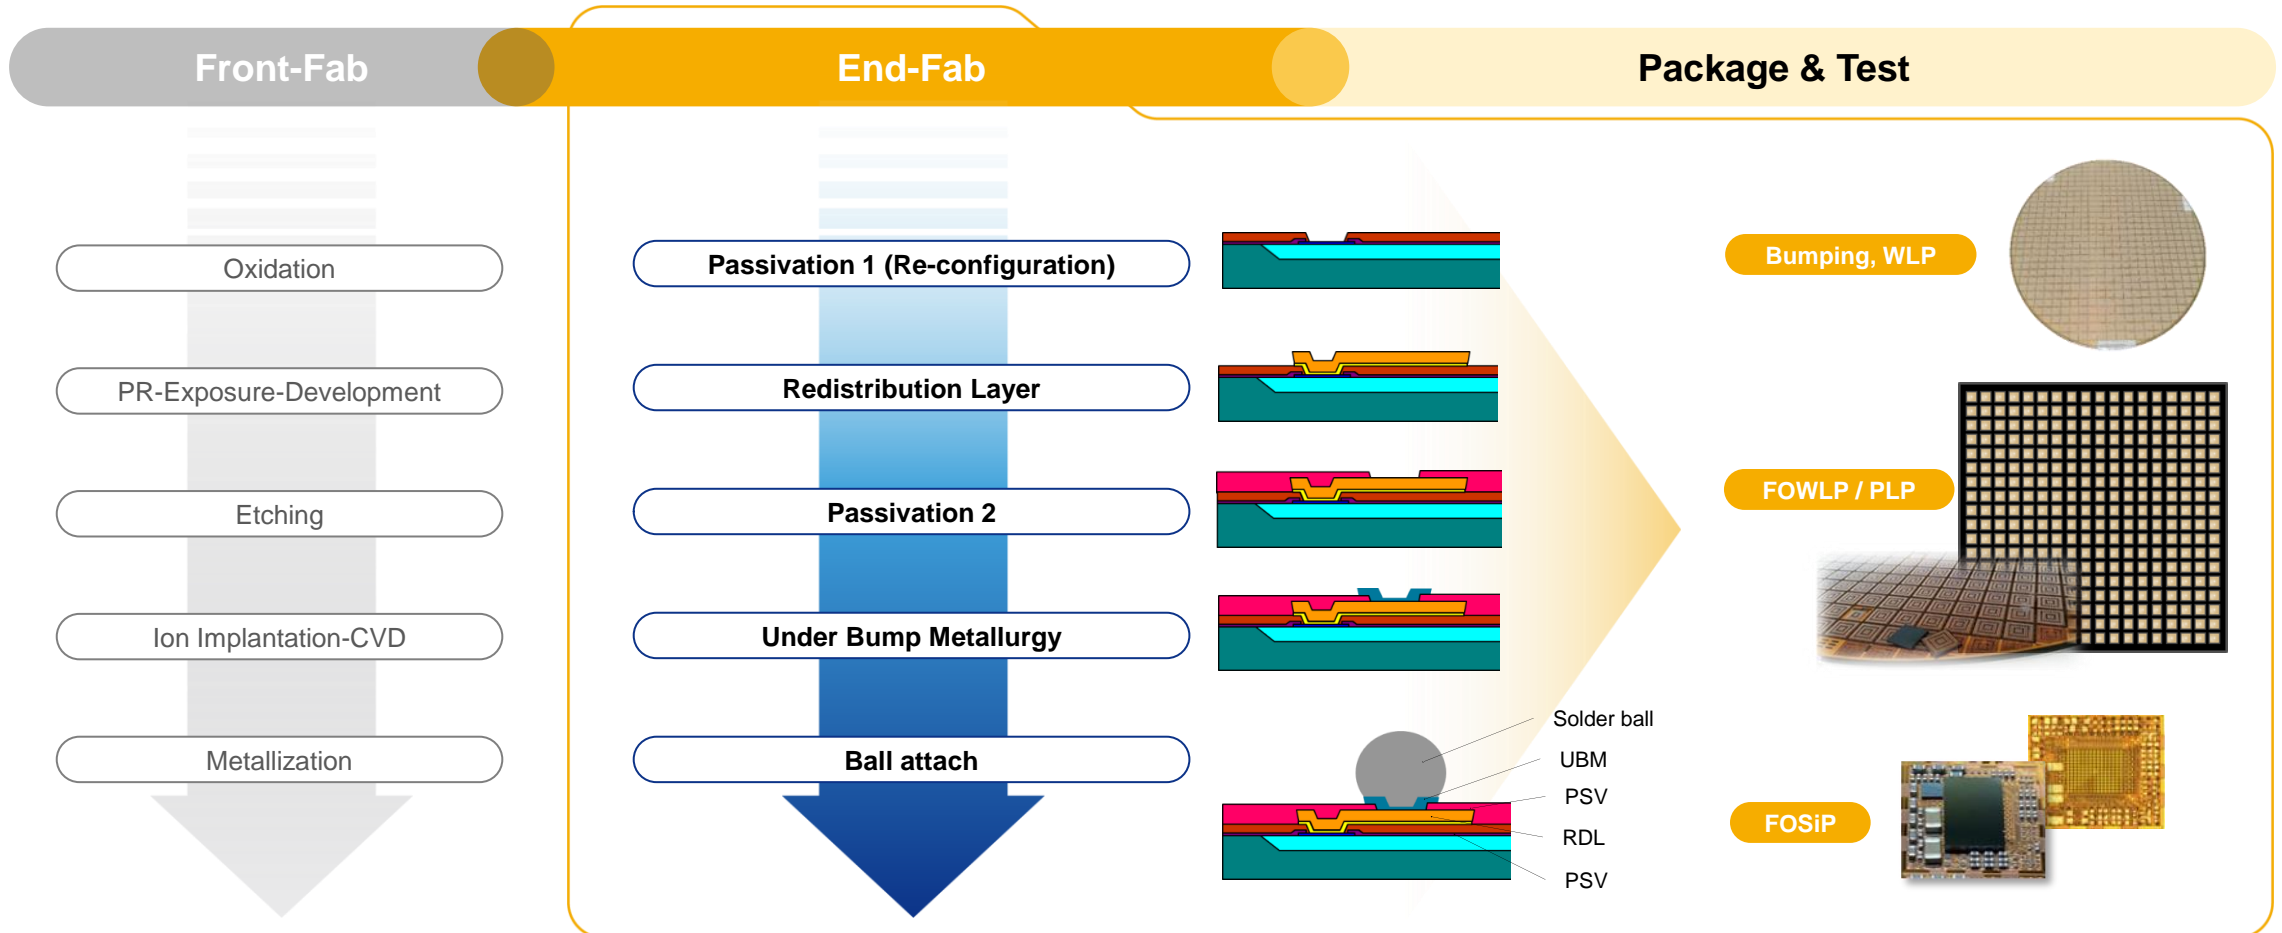 Front-Fab
End-Fab
Package & Test
Oxidation
PR-Exposure-Development
Etching
Ion Implantation-CVD
Metallization
Passivation 1 (Re-configuration)
Redistribution Layer
Passivation 2
Under Bump Metallurgy
Ball attach
Solder ball
UBM
PSV
RDL
PSV
Bumping, WLP
FOWLP / PLP
FOSiP